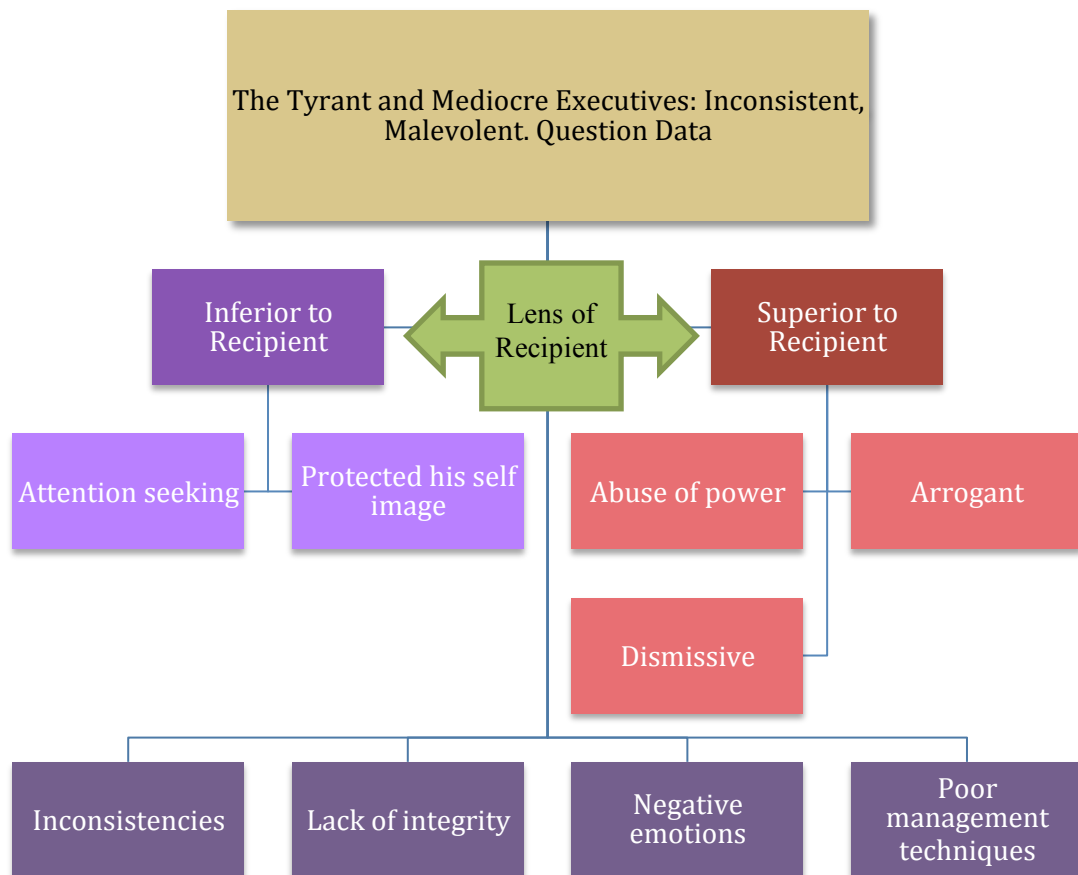 The Tyrant and Mediocre Executives: Inconsistent,
Malevolent. Question Data
Inferior to
Recipient
Lens of
Recipient
Superior to
Recipient
Attention seeking
Protected his self
image
Abuse of power
Arrogant
Dismissive
Inconsistencies
Lack of integrity
Negative
emotions
Poor
management
techniques